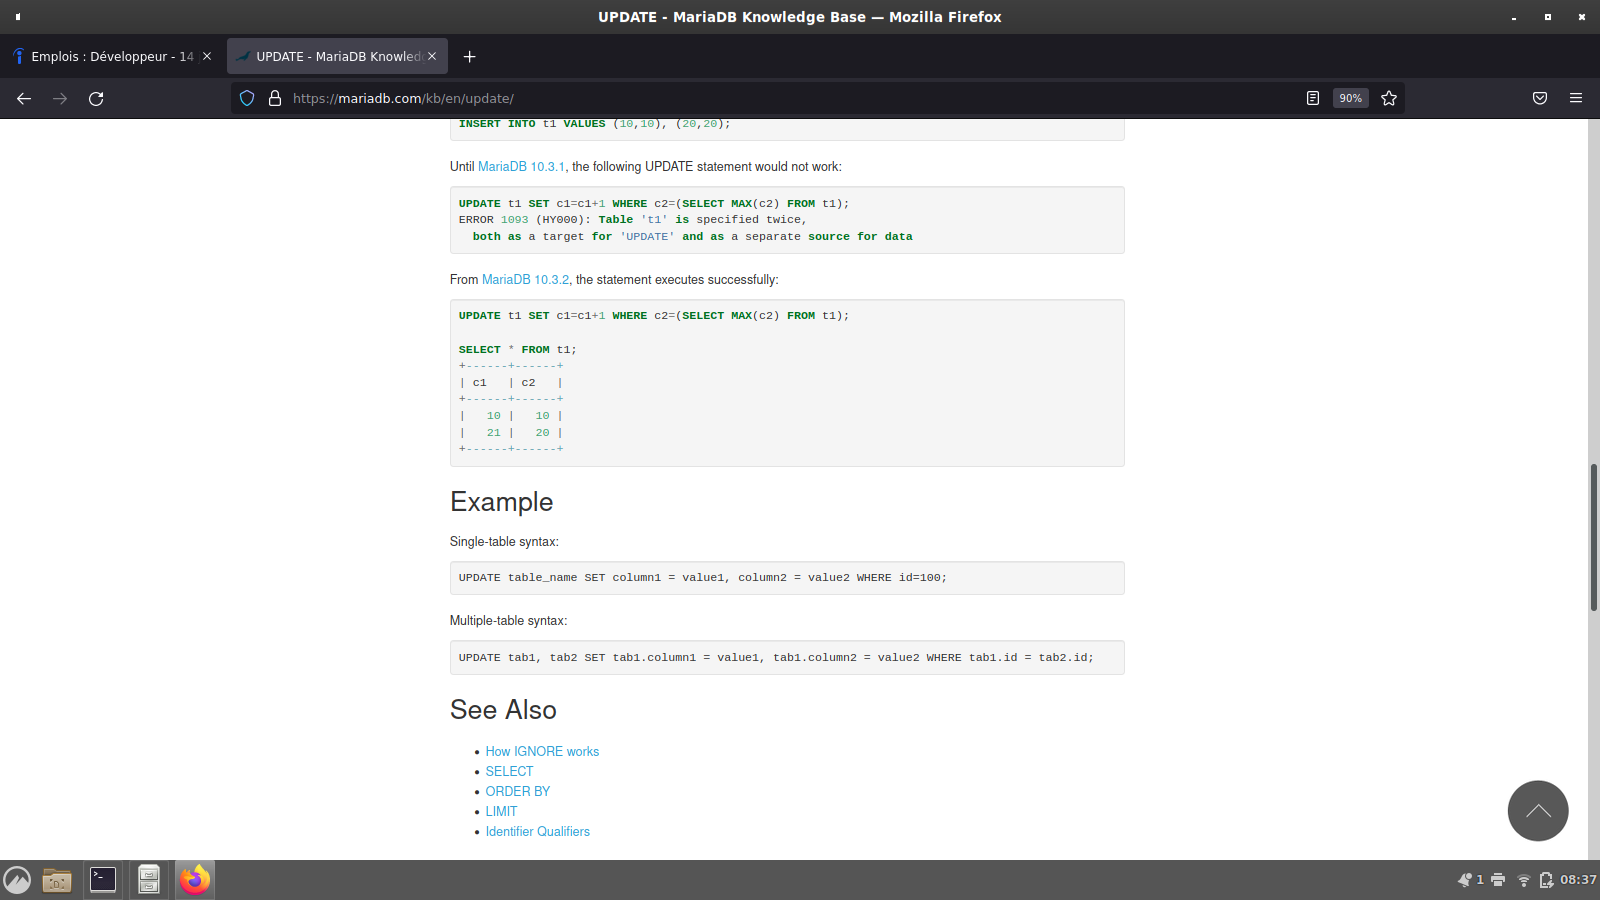 UPDATE - MariaDB Knowledge Base — Mozilla Firefox
Emplois : Développeur - 14
UPDATE - MariaDB Knowled
https://mariadb.com/kb/en/update/
90%
INSERT INTO t1 VALUES (10,10), (20,20);
Until MariaDB 10.3.1, the following UPDATE statement would not work:
UPDATE t1 SET c1=c1+1 WHERE c2=(SELECT MAX(c2) FROM t1);
ERROR 1093 (HY000): Table 't1' is specified twice,
both as a target for 'UPDATE' and as a separate source for data
From MariaDB 10.3.2, the statement executes successfully:
UPDATE t1 SET c1=c1+1 WHERE c2=(SELECT MAX(c2) FROM t1);
SELECT * FROM t1;
+------+------+
| c1   | c2   |
+------+------+
|   10 |   10 |
|   21 |   20 |
+------+------+
Example
Single-table syntax:
UPDATE table_name SET column1 = value1, column2 = value2 WHERE id=100;
Multiple-table syntax:
UPDATE tab1, tab2 SET tab1.column1 = value1, tab1.column2 = value2 WHERE tab1.id = tab2.id;
See Also
• How IGNORE works
• SELECT
• ORDER BY
• LIMIT
• Identifier Qualifiers
1
08:37